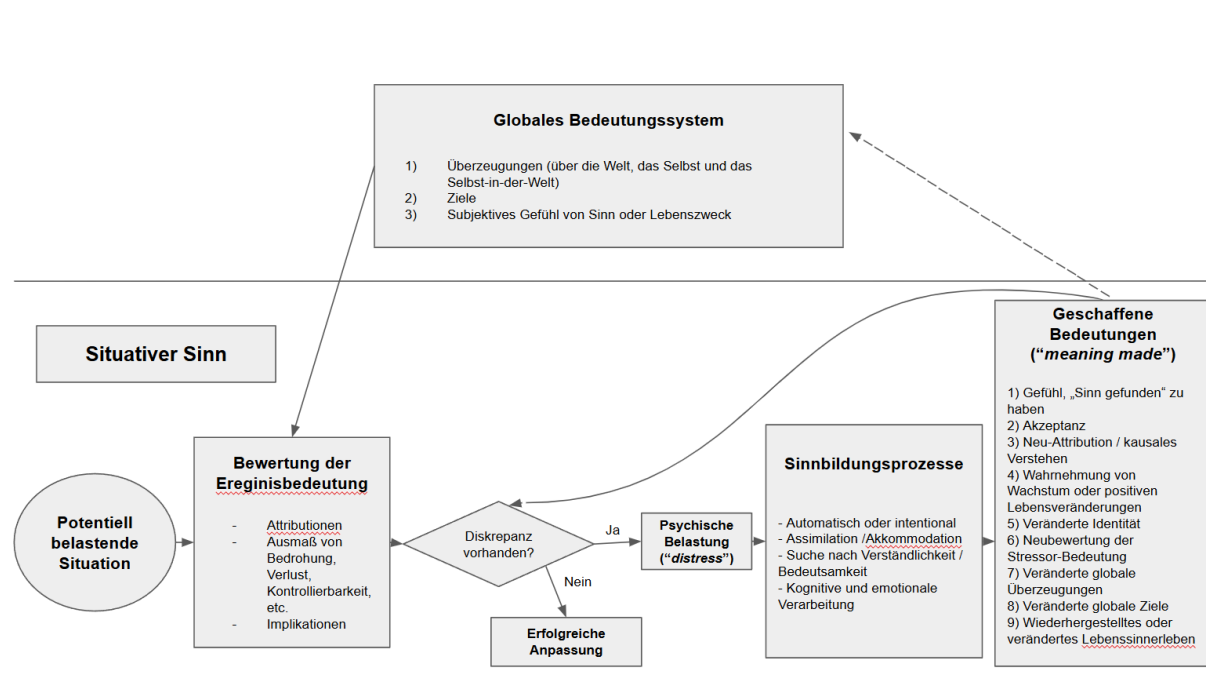 Globales Bedeutungssystem
1) Überzeugungen (über die Welt, das Selbst und das
Selbst-in-der-Welt)
2) Ziele
3) Subjektives Gefühl von Sinn oder Lebenszweck
Situativer Sinn
Potentiell
belastende
Situation
Bewertung der
Ereginisbedeutung
- Attributionen
- Ausmaß von
Bedrohung,
Verlust,
Kontrollierbarkeit,
etc.
- Implikationen
Diskrepanz
vorhanden?
Ja
Nein
Erfolgreiche
Anpassung
Psychische
Belastung
(“distress”)
Sinnbildungsprozesse
- Automatisch oder intentional
- Assimilation /Akkommodation
- Suche nach Verständlichkeit /
Bedeutsamkeit
- Kognitive und emotionale
Verarbeitung
Geschaffene
Bedeutungen
(“meaning made”)
1) Gefühl, „Sinn gefunden“ zu
haben
2) Akzeptanz
3) Neu-Attribution / kausales
Verstehen
4) Wahrnehmung von
Wachstum oder positiven
Lebensveränderungen
5) Veränderte Identität
6) Neubewertung der
Stressor-Bedeutung
7) Veränderte globale
Überzeugungen
8) Veränderte globale Ziele
9) Wiederhergestelltes oder
verändertes Lebenssinnerleben